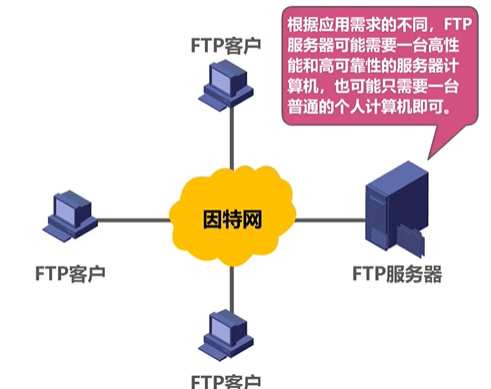 FTP客户
根据应用需求的不同，FTP
服务器可能需要一台高性
能和高可靠性的服务器计
算机，也可能只需要一台
普通的个人计算机即可。
因特网
FTP客户
FTP服务器
FTP客户